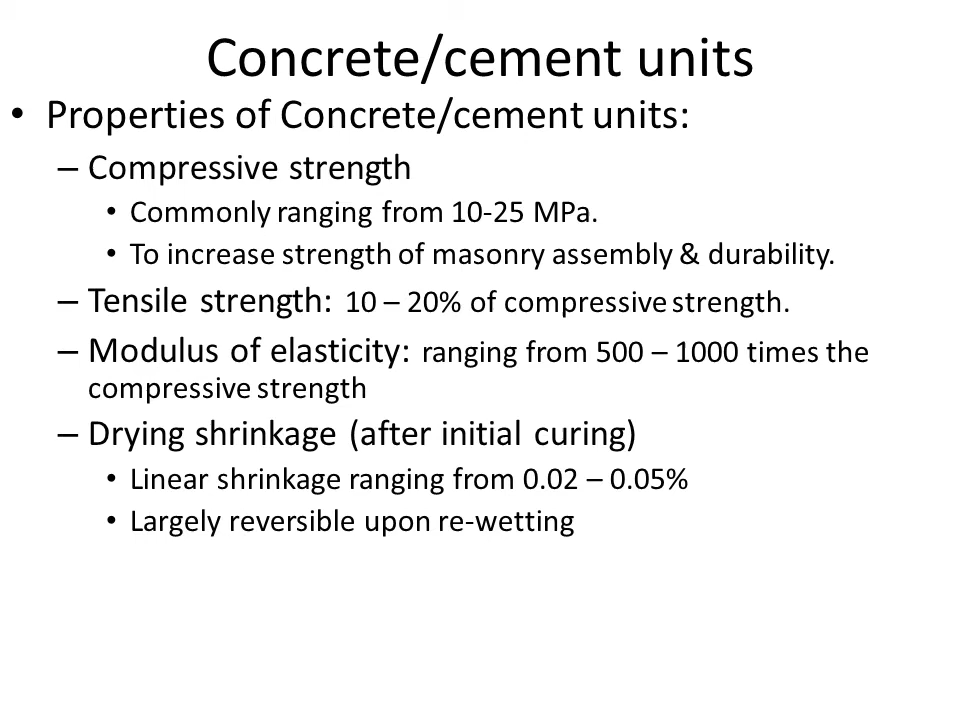 Concrete/cement units
• Properties of Concrete/cement units:
– Compressive strength
• Commonly ranging from 10-25 MPa.
• To increase strength of masonry assembly & durability.
– Tensile strength: 10 – 20% of compressive strength.
– Modulus of elasticity: ranging from 500 – 1000 times the
compressive strength
– Drying shrinkage (after initial curing)
• Linear shrinkage ranging from 0.02 – 0.05%
• Largely reversible upon re-wetting